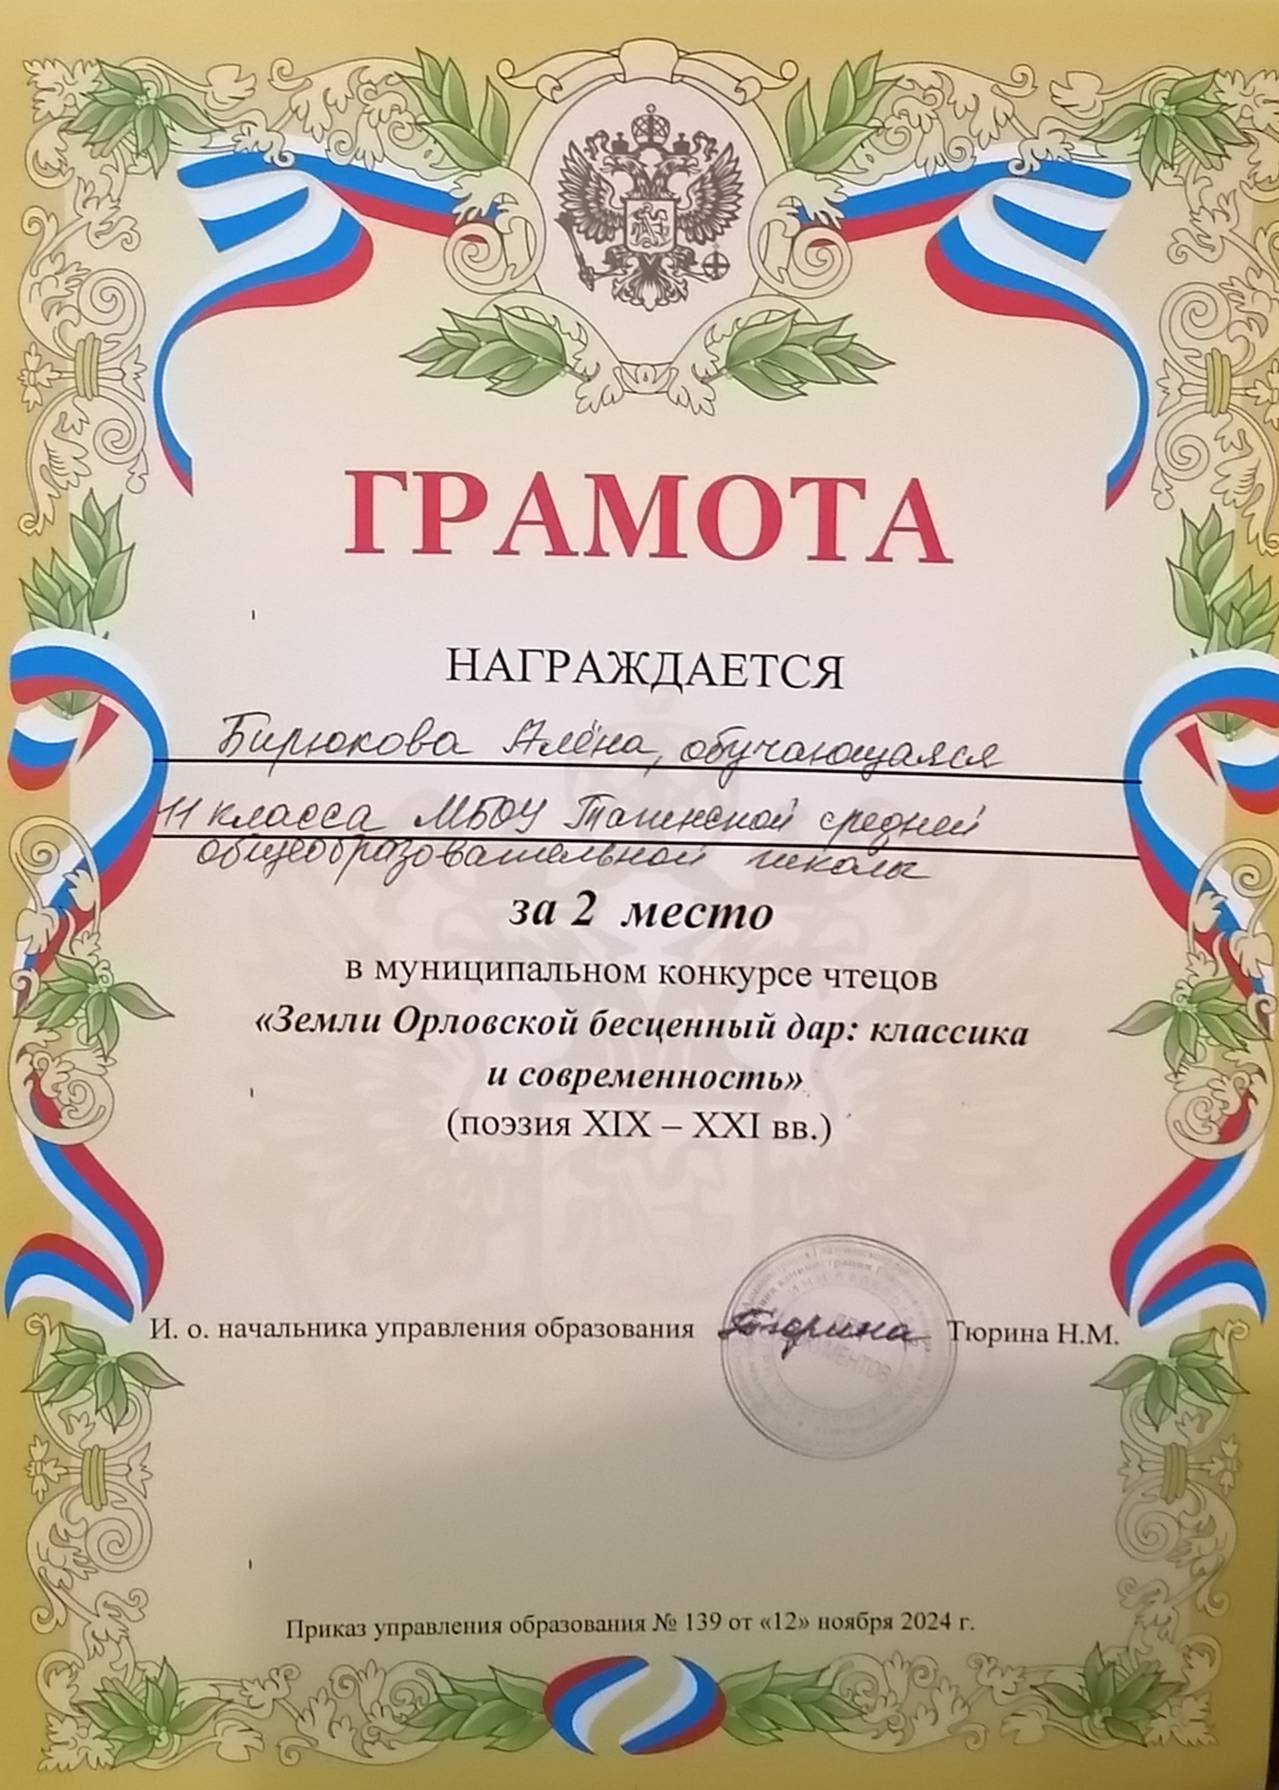 ГРАМОТА
НАГРАЖДАЕТСЯ
Бирюкова Алёна, обучающаяся
11 класса МБОУ Тагинской средней
общеобразовательной школы
за 2 место
в муниципальном конкурсе чтецов
«Земли Орловской бесценный дар: классика
и современность»
(поэзия XIX – XXI вв.)
И. о. начальника управления образования Тюрина Тюрина Н.М.
ДОКУМЕНТОВ
Приказ управления образования № 139 от «12» ноября 2024 г.